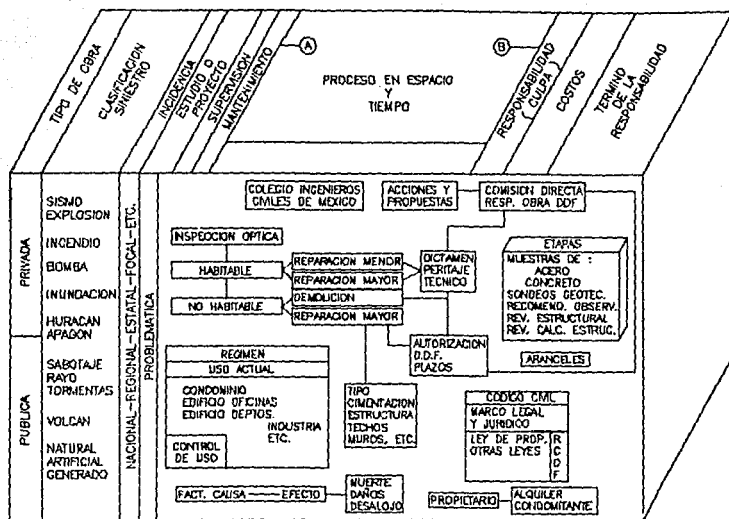 TIPO DE OBRA
CLASIFICACION
SINIESTRO
INCIDENCIA
ESTUDIO O
PROYECTO
SUPERVISION
MANTENIMIENTO
A
PROCESO EN ESPACIO
Y
TIEMPO
B
RESPONSABILIDAD
(CULPA)
COSTOS
TERMINO
DE LA
RESPONSABILIDAD
PRIVADA
PUBLICA
SISMO
EXPLOSION
INCENDIO
BOMBA
INUNDACION
HURACAN
APAGON
SABOTAJE
RAYO
TORMENTAS
VOLCAN
NATURAL
ARTIFICIAL
GENERADO
NACIONAL-REGIONAL-ESTATAL-FOCAL-ETC.
PROBLEMATICA
COLEGIO INGENIEROS
CIVILES DE MEXICO
ACCIONES Y
PROPUESTAS
COMISION DIRECTA
RESP. OBRA DDF
INSPECCION OPTICA
HABITABLE
NO HABITABLE
REPARACION MENOR
REPARACION MAYOR
DEMOLICION
REPARACION MAYOR
DICTAMEN
PERITAJE
TECNICO
ETAPAS
MUESTRAS DE :
ACERO
CONCRETO
SONDEOS GEOTEC.
RECOMEND. OBSERV.
REV. ESTRUCTURAL
REV. CALC. ESTRUC.
AUTORIZACION
D.D.F.
PLAZOS
ARANCELES
REGIMEN
USO ACTUAL
CONDOMINIO
EDIFICIO OFICINAS
EDIFICIO DEPTOS.
INDUSTRIA
ETC.
CONTROL
DE USO
TIPO
CIMENTACION
ESTRUCTURA
TECHOS
MUROS, ETC.
CODIGO CIVIL
MARCO LEGAL
Y JURIDICO
LEY DE PROP.
OTRAS LEYES
R
C
D
F
FACT. CAUSA — EFECTO
MUERTE
DAÑOS
DESALOJO
PROPIETARIO
ALQUILER
CONDOMITANTE